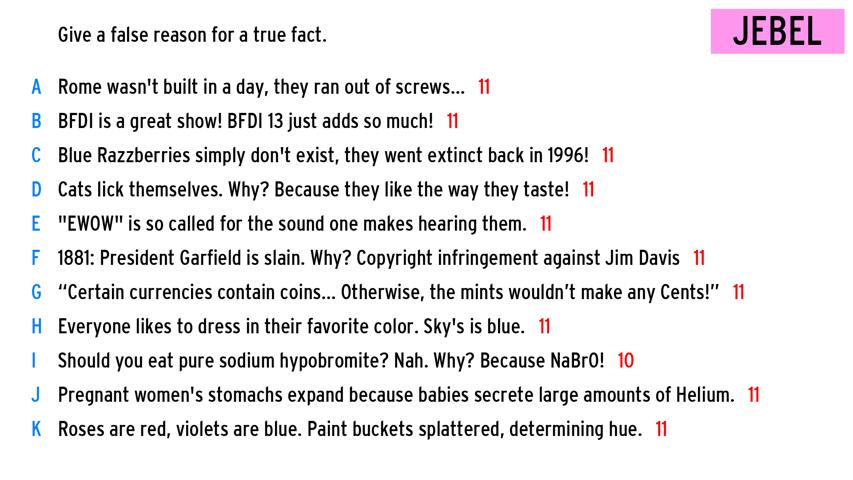 Give a false reason for a true fact.
JEBEL
A Rome wasn't built in a day, they ran out of screws... 11
B BFDI is a great show! BFDI 13 just adds so much! 11
C Blue Razzberries simply don't exist, they went extinct back in 1996! 11
D Cats lick themselves. Why? Because they like the way they taste! 11
E "EWOW" is so called for the sound one makes hearing them. 11
F 1881: President Garfield is slain. Why? Copyright infringement against Jim Davis 11
G “Certain currencies contain coins... Otherwise, the mints wouldn’t make any Cents!” 11
H Everyone likes to dress in their favorite color. Sky's is blue. 11
I Should you eat pure sodium hypobromite? Nah. Why? Because NaBrO! 10
J Pregnant women's stomachs expand because babies secrete large amounts of Helium. 11
K Roses are red, violets are blue. Paint buckets splattered, determining hue. 11